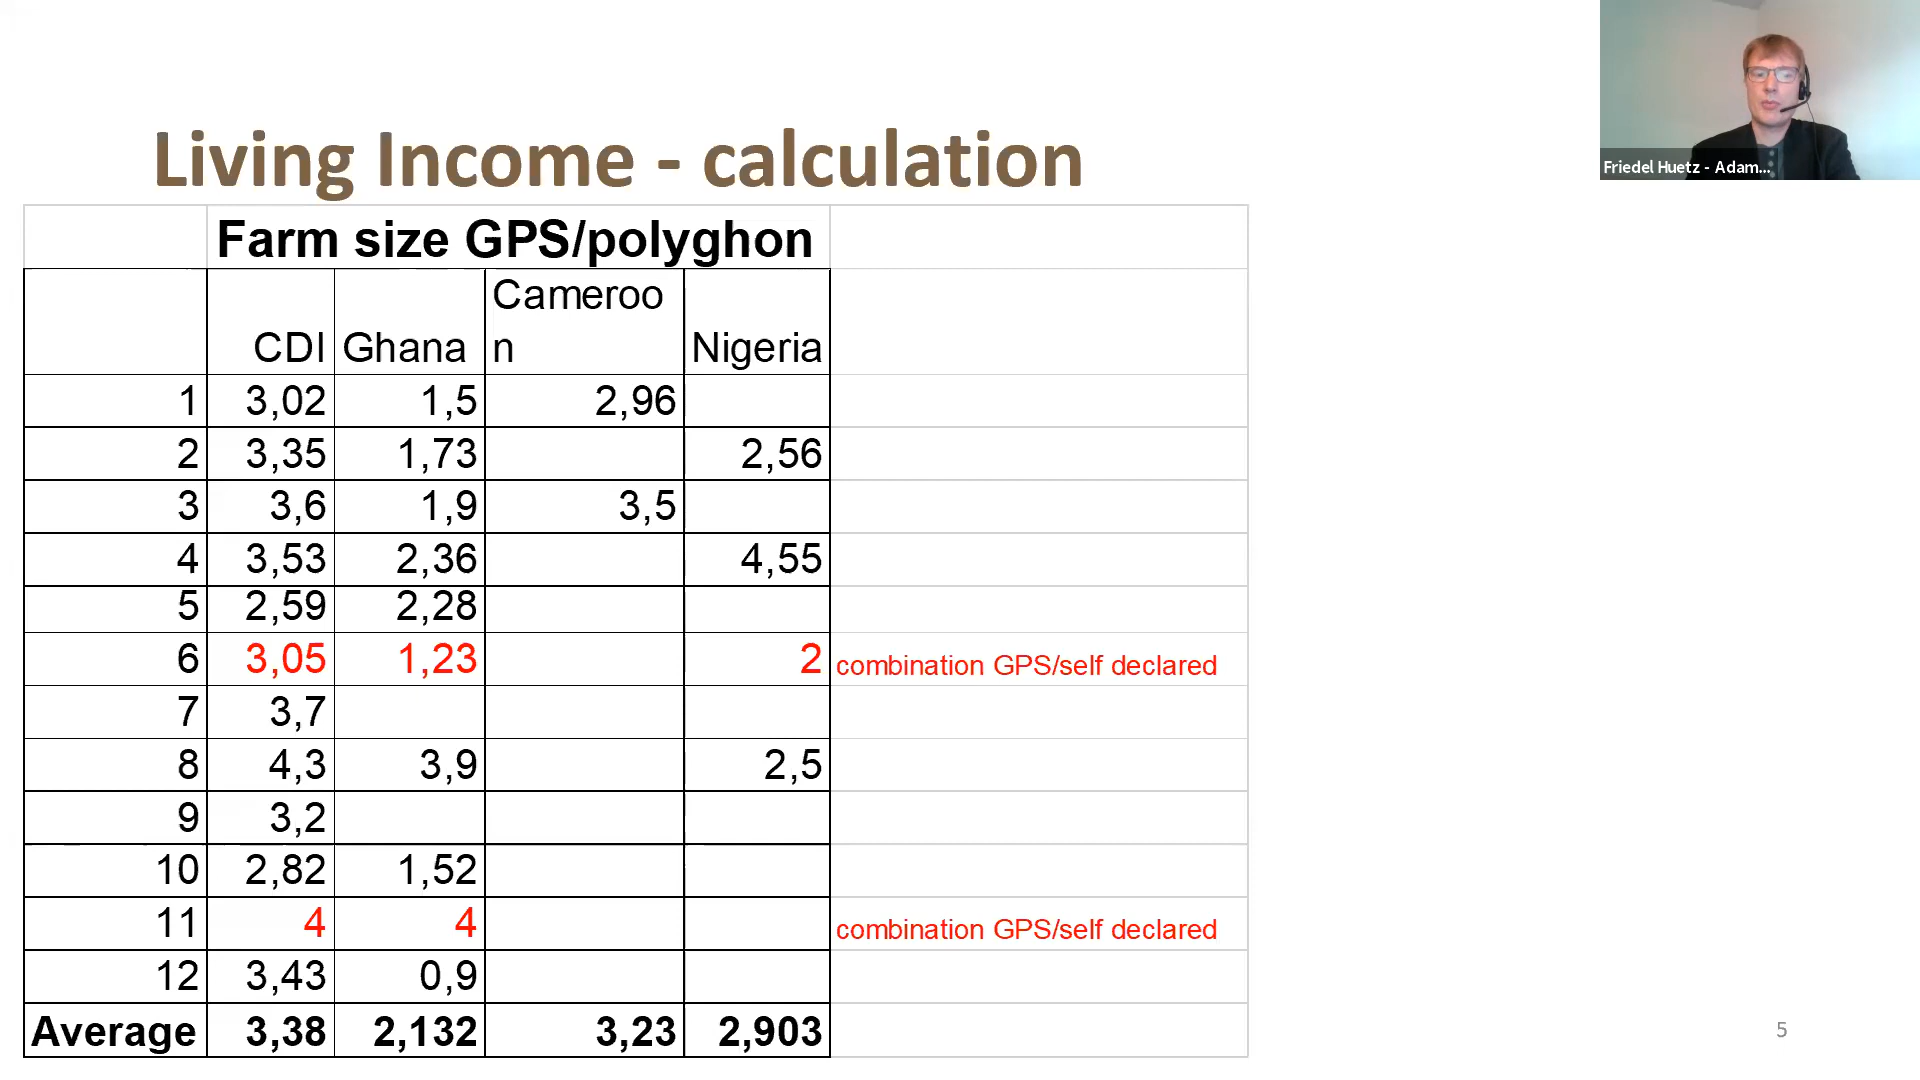 Friedel Huetz - Adam...
Living Income - calculation
Farm size GPS/polyghon
CDI Ghana Cameroo
n Nigeria
1 3,02 1,5 2,96
2 3,35 1,73 2,56
3 3,6 1,9 3,5
4 3,53 2,36 4,55
5 2,59 2,28
6 3,05 1,23 2 combination GPS/self declared
7 3,7
8 4,3 3,9 2,5
9 3,2
10 2,82 1,52
11 4 4 combination GPS/self declared
12 3,43 0,9
Average 3,38 2,132 3,23 2,903
5